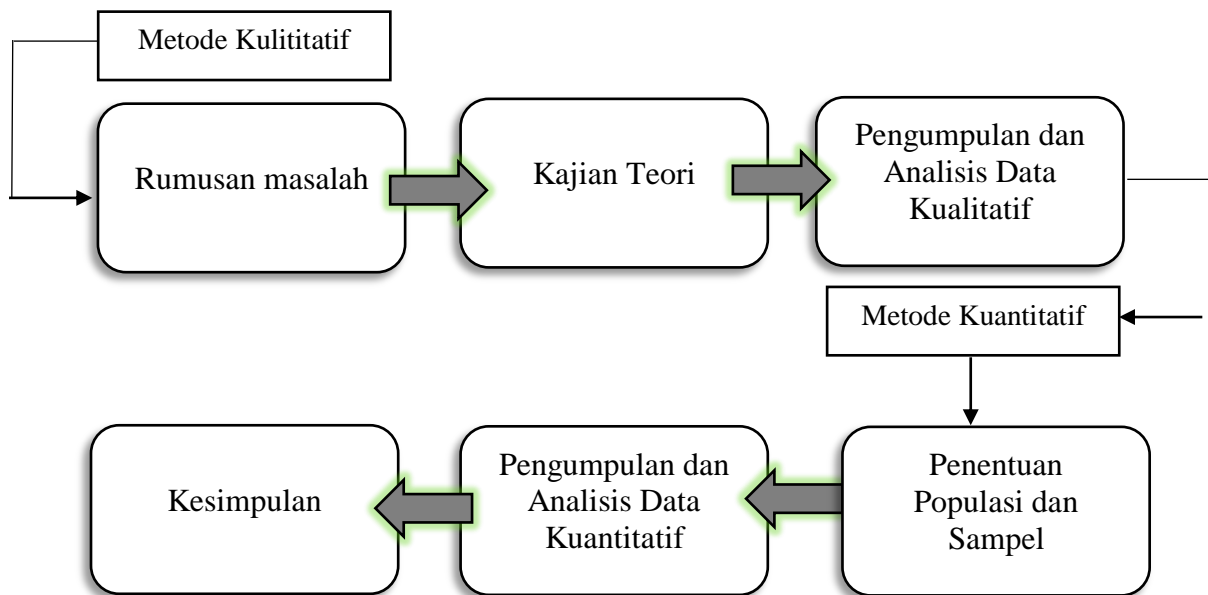 Metode Kulititatif
Rumusan masalah
Kajian Teori
Pengumpulan dan
Analisis Data
Kualitatif
Metode Kuantitatif
Penentuan
Populasi dan
Sampel
Pengumpulan dan
Analisis Data
Kuantitatif
Kesimpulan